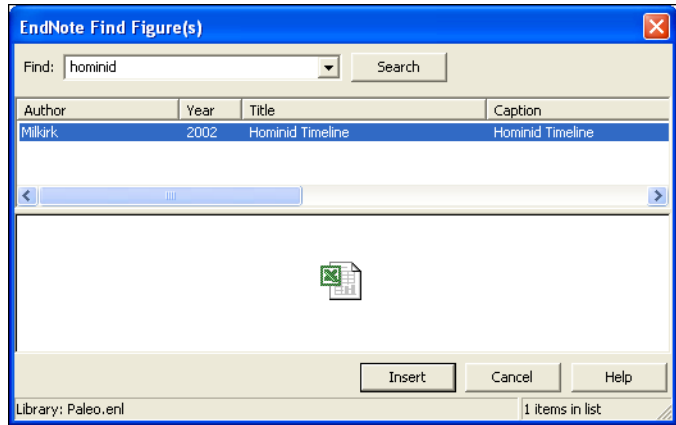 EndNote Find Figure(s)
Find: hominid Search
Author Year Title Caption
Milkirk 2002 Hominid Timeline Hominid Timeline
Insert Cancel Help
Library: Paleo.enl 1 items in list